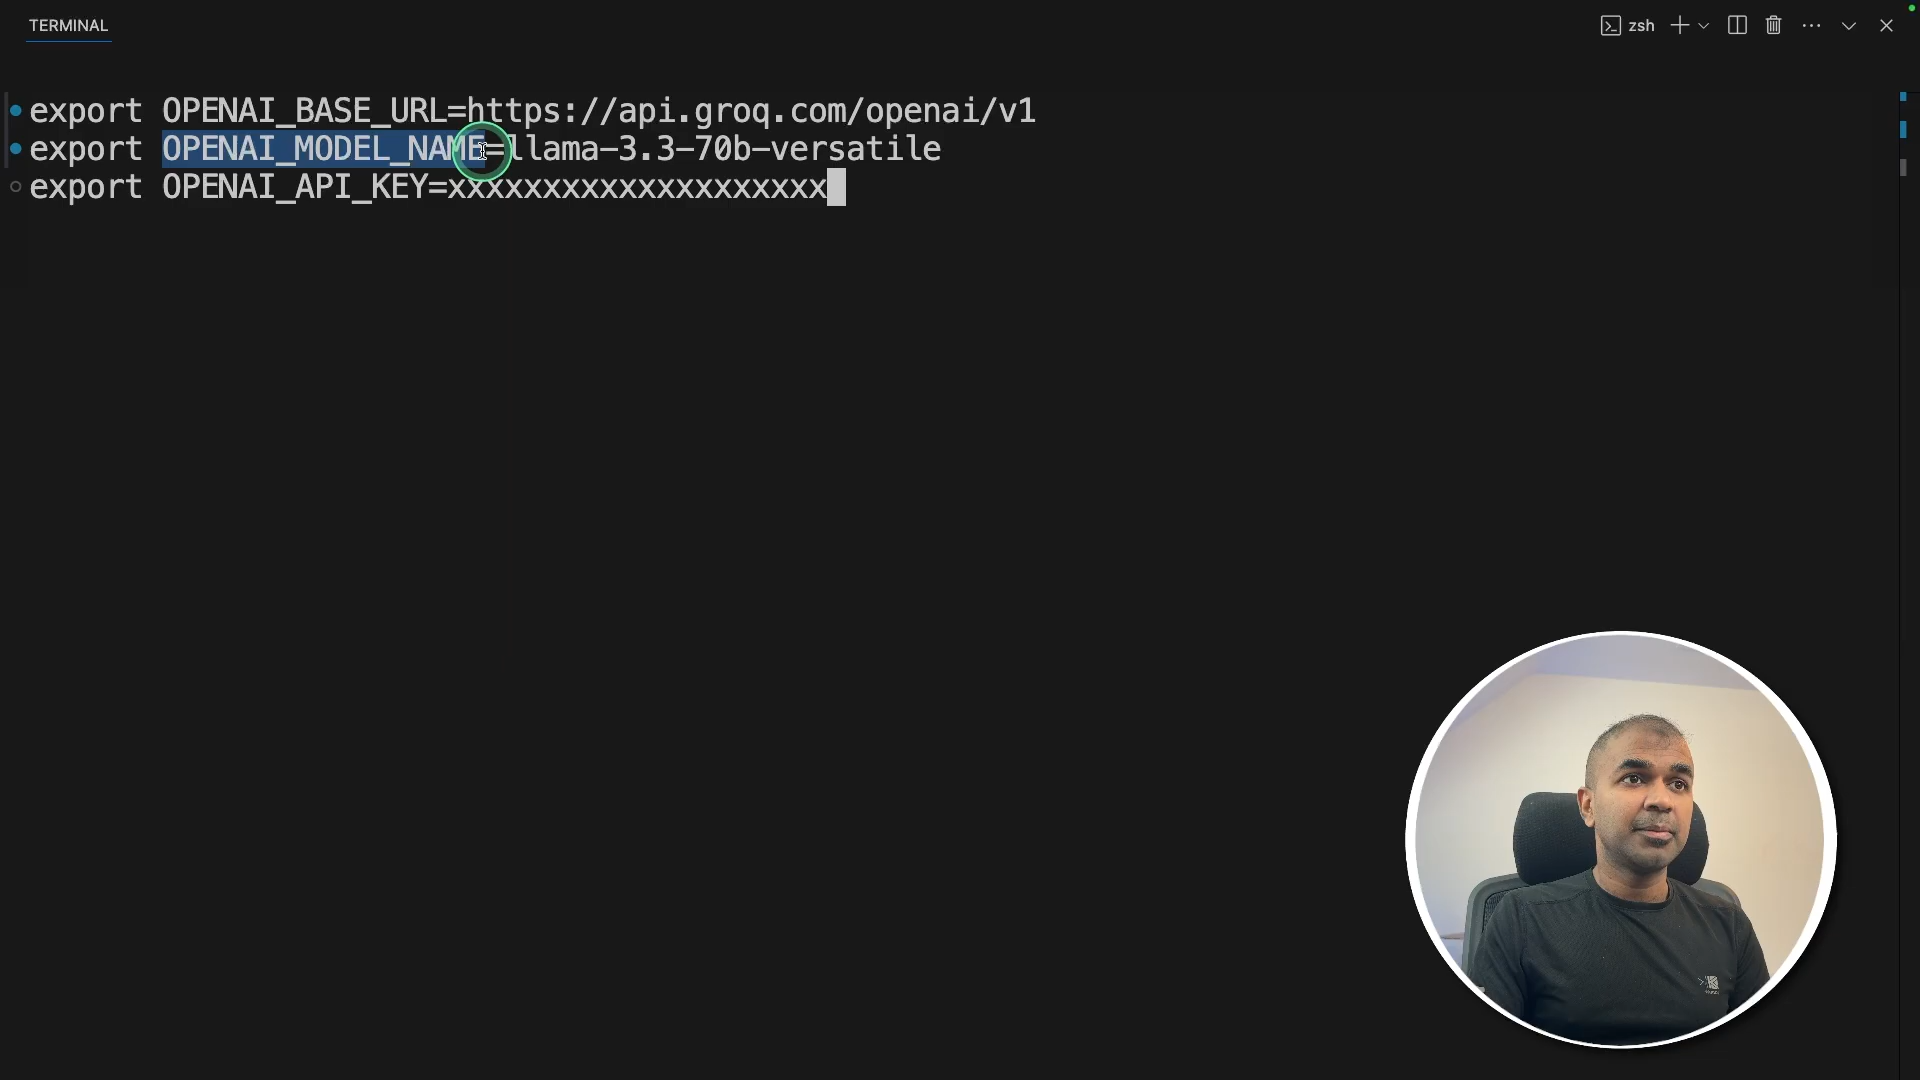 TERMINAL
zsh
export OPENAI_BASE_URL=https://api.groq.com/openai/v1
export OPENAI_MODEL_NAME=llama-3.3-70b-versatile
export OPENAI_API_KEY=xxxxxxxxxxxxxxxxxxxx